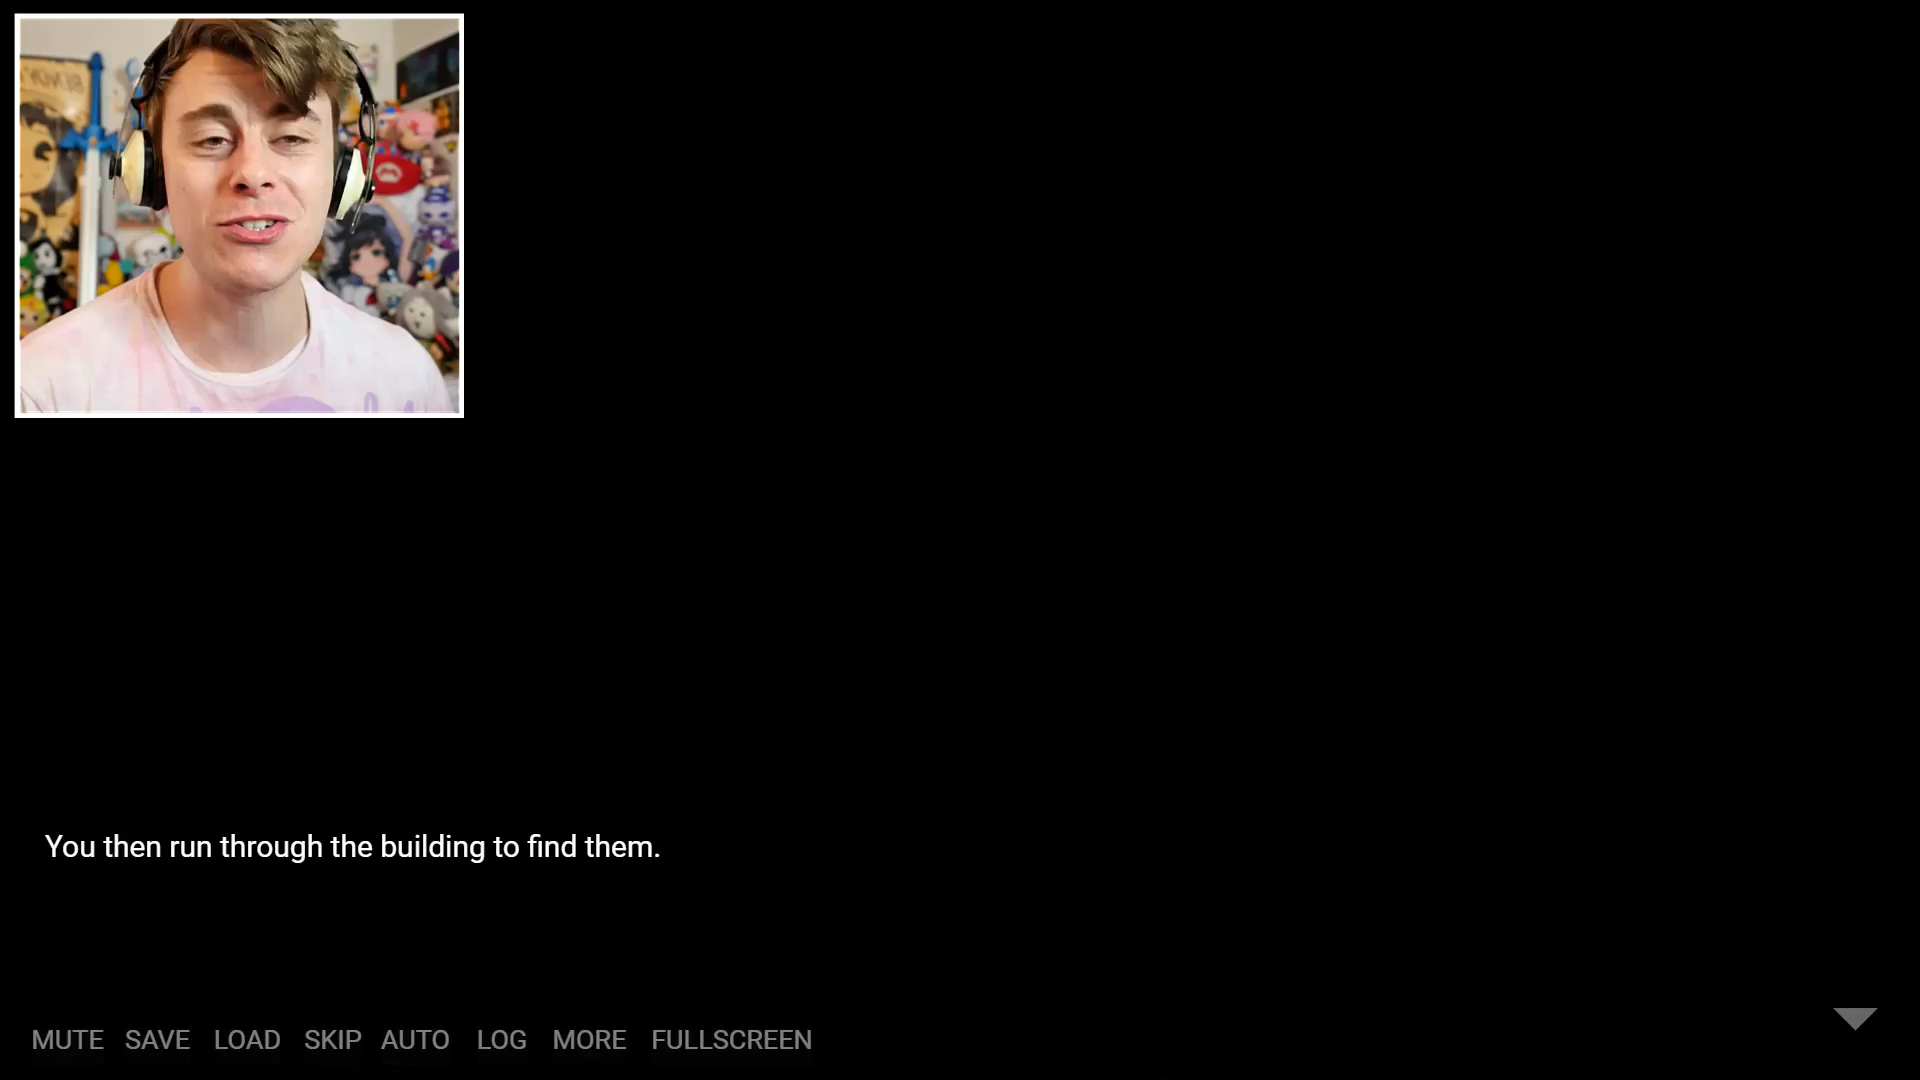 You then run through the building to find them.
MUTE SAVE LOAD SKIP AUTO LOG MORE FULLSCREEN